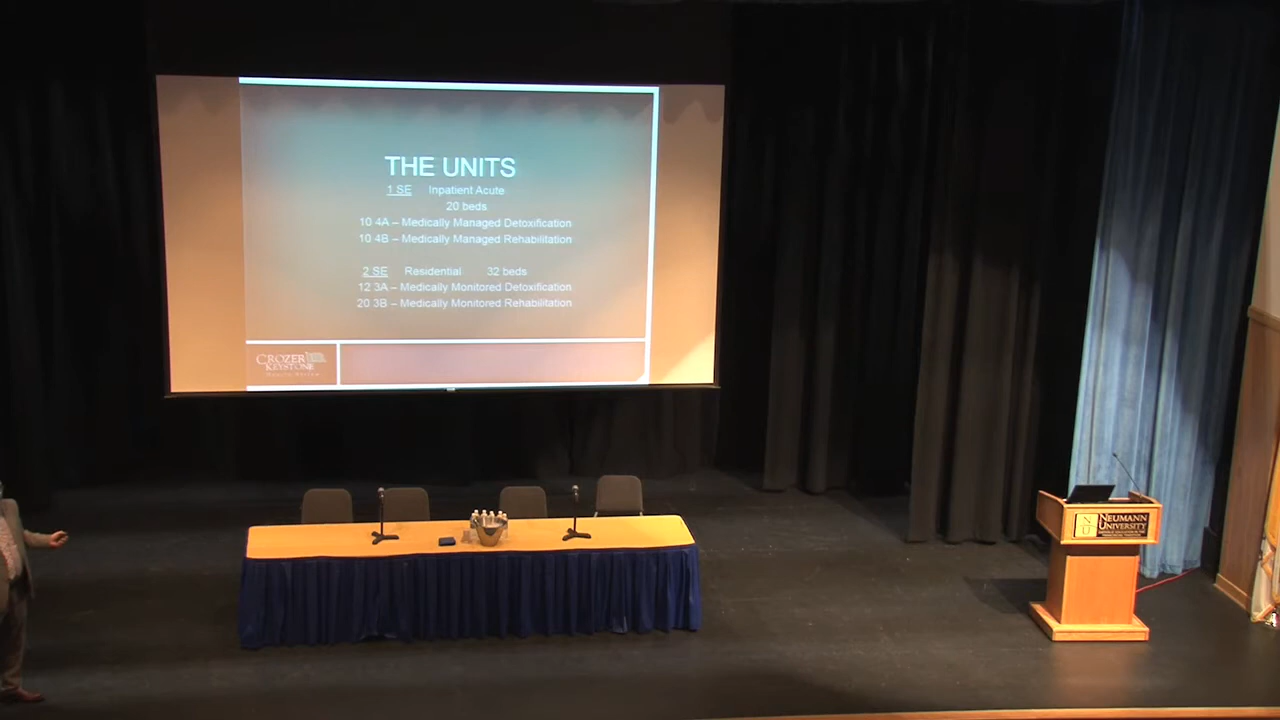 THE UNITS
1 SE Inpatient Acute
20 beds
10 4A – Medically Managed Detoxification
10 4B – Medically Managed Rehabilitation
2 SE Residential 32 beds
12 3A – Medically Monitored Detoxification
20 3B – Medically Monitored Rehabilitation
CROZER
KEYSTONE
N
U
NEUMANN
UNIVERSITY